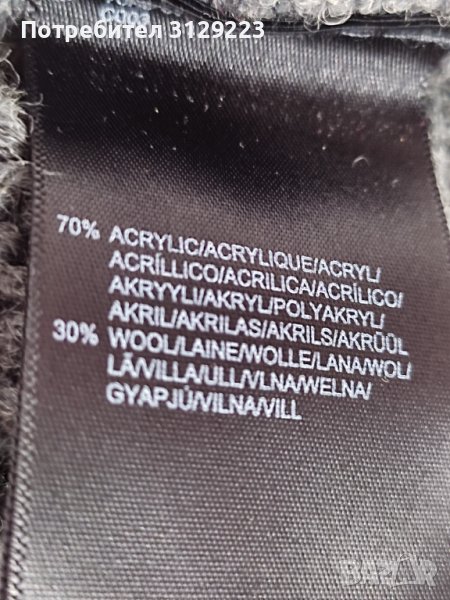 Потребител 3129223
70% ACRYLIC/ACRYLIQUE/ACRYL/
ACRÍLLICO/ACRILICA/ACRÍLICO/
AKRYYLI/AKRYL/POLYAKRYL/
AKRIL/AKRILAS/AKRILS/AKRÜÜL
30% WOOL/LAINE/WOLLE/LANA/WOL/
LÃ/VILLA/ULL/VLNA/WEŁNA/
GYAPJÚ/VILNA/VILL
BAZAR